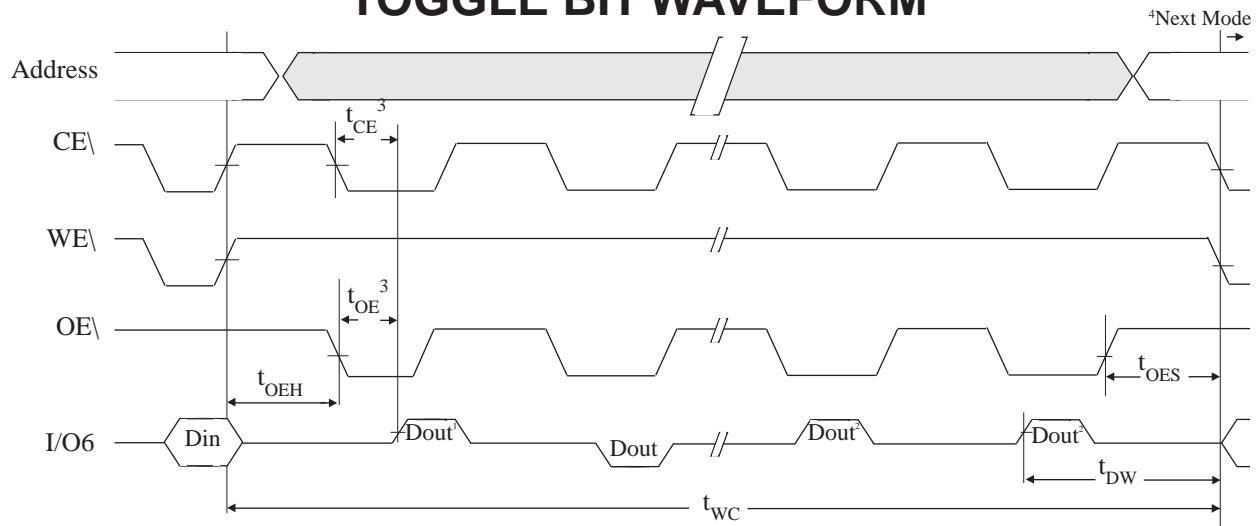 TOGGLE BIT WAVEFORM
⁴Next Mode
Address
tCE³
CE\
WE\
tOE³
OE\
tOEH
tOES
I/O6
Din
Dout¹
Dout
Dout²
Dout²
tDW
tWC